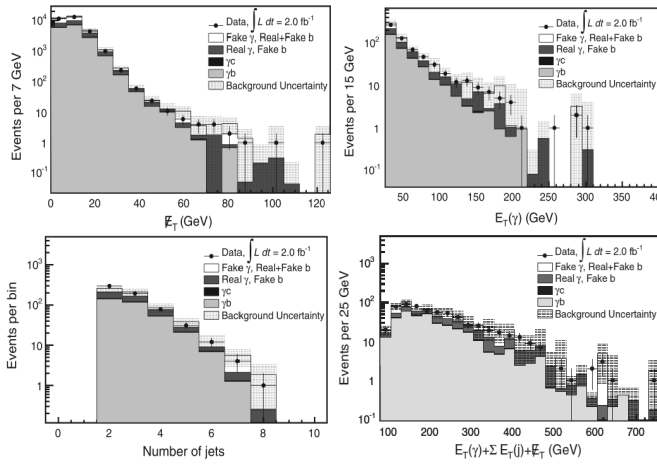 Data, ∫ L dt = 2.0 fb⁻¹
Fake γ, Real+Fake b
Real γ, Fake b
γc
γb
Background Uncertainty
Events per 7 GeV
10⁴
10³
10²
10
1
10⁻¹
0 20 40 60 80 100 120
E̸_T (GeV)
Data, ∫ L dt = 2.0 fb⁻¹
Fake γ, Real+Fake b
Real γ, Fake b
γc
γb
Background Uncertainty
Events per 15 GeV
10²
10
1
10⁻¹
50 100 150 200 250 300 350 400
E_T(γ) (GeV)
Data, ∫ L dt = 2.0 fb⁻¹
Fake γ, Real+Fake b
Real γ, Fake b
γc
γb
Background Uncertainty
Events per bin
10³
10²
10
1
0 2 4 6 8 10
Number of jets
Data, ∫ L dt = 2.0 fb⁻¹
Fake γ, Real+Fake b
Real γ, Fake b
γc
γb
Background Uncertainty
Events per 25 GeV
10³
10²
10
1
10⁻¹
100 200 300 400 500 600 700
E_T(γ)+Σ E_T(j)+E̸_T (GeV)